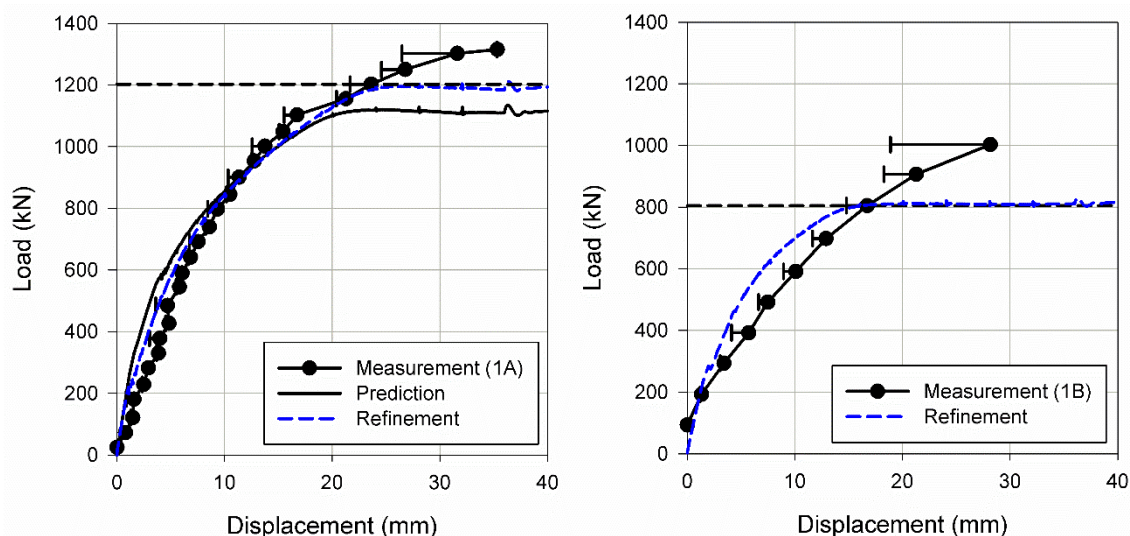 1400
1200
1000
800
600
400
200
0
Load (kN)
0 10 20 30 40
Displacement (mm)
Measurement (1A)
Prediction
Refinement
1400
1200
1000
800
600
400
200
0
Load (kN)
0 10 20 30 40
Displacement (mm)
Measurement (1B)
Refinement